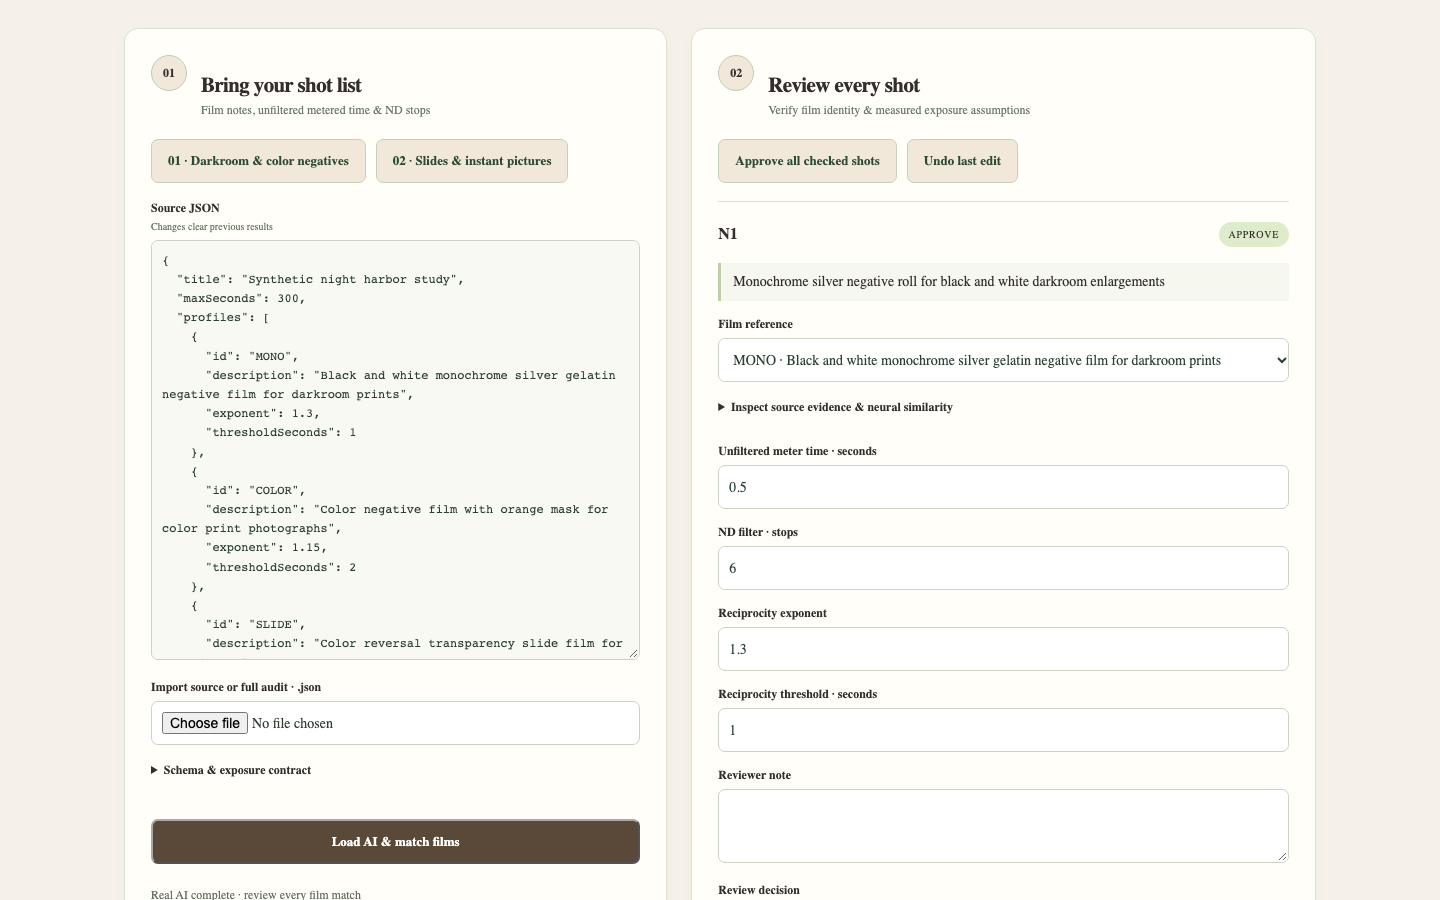 01
Bring your shot list
Film notes, unfiltered metered time & ND stops
01 · Darkroom & color negatives
02 · Slides & instant pictures
Source JSON
Changes clear previous results
{
"title": "Synthetic night harbor study",
"maxSeconds": 300,
"profiles": [
{
"id": "MONO",
"description": "Black and white monochrome silver gelatin
negative film for darkroom prints",
"exponent": 1.3,
"thresholdSeconds": 1
},
{
"id": "COLOR",
"description": "Color negative film with orange mask for
color print photographs",
"exponent": 1.15,
"thresholdSeconds": 2
},
{
"id": "SLIDE",
"description": "Color reversal transparency slide film for
Import source or full audit · .json
Choose file No file chosen
Schema & exposure contract
Load AI & match films
Real AI complete · review every film match
02
Review every shot
Verify film identity & measured exposure assumptions
Approve all checked shots
Undo last edit
N1
APPROVE
Monochrome silver negative roll for black and white darkroom enlargements
Film reference
MONO · Black and white monochrome silver gelatin negative film for darkroom prints
Inspect source evidence & neural similarity
Unfiltered meter time · seconds
0.5
ND filter · stops
6
Reciprocity exponent
1.3
Reciprocity threshold · seconds
1
Reviewer note
Review decision